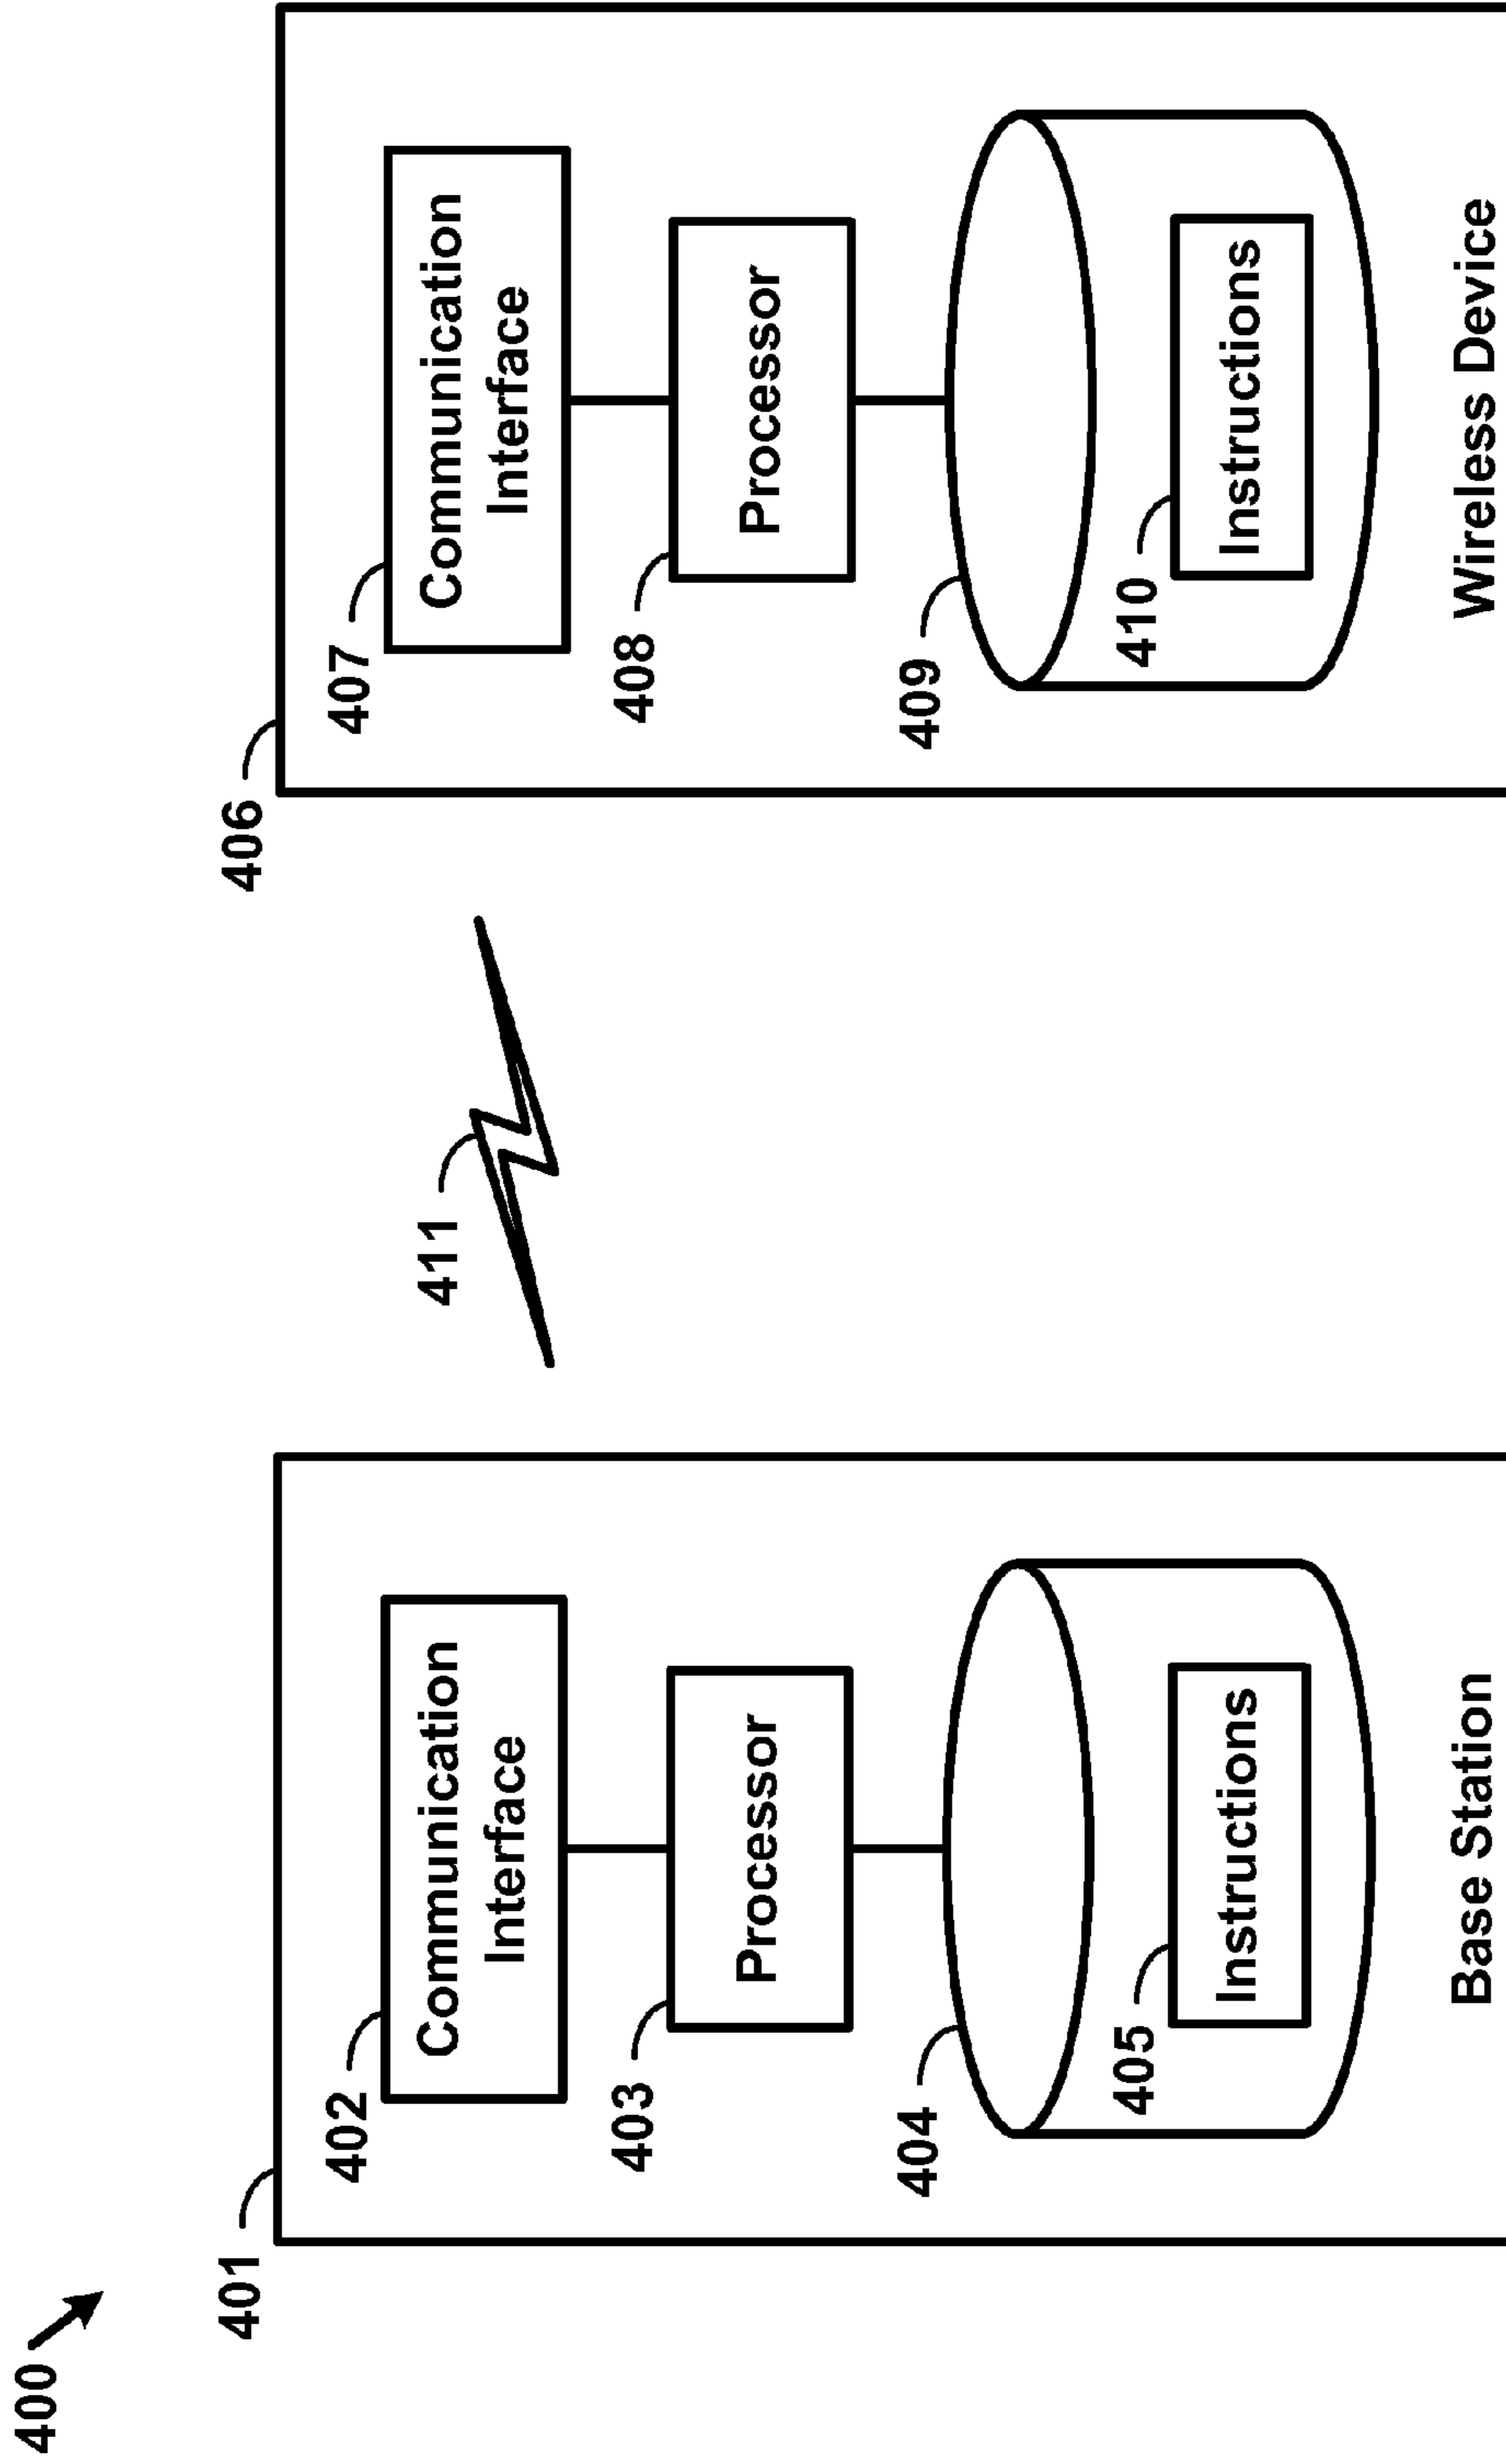 400
401
402
Communication
Interface
403
Processor
404
405
Instructions
Base Station
411
406
407
Communication
Interface
408
Processor
409
410
Instructions
Wireless Device